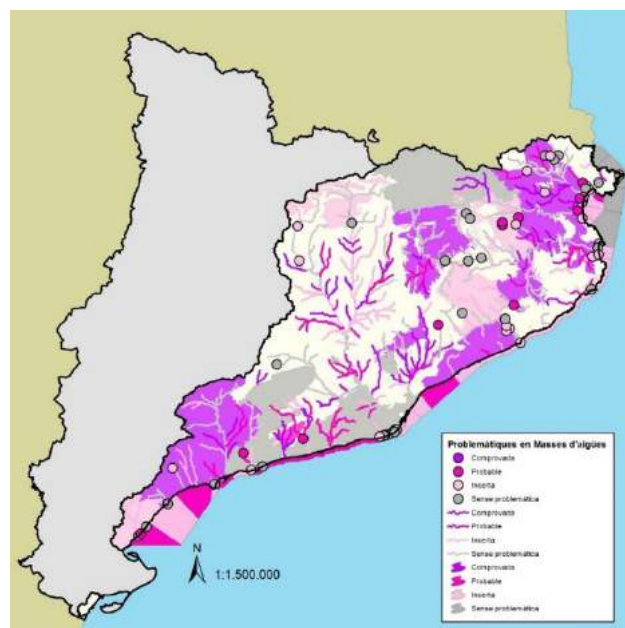 N
1:1.500.000
Problemàtiques en Masses d'aigües
Comprovada
Probable
Incerta
Sense problemàtica
Comprovada
Probable
Incerta
Sense problemàtica
Comprovada
Probable
Incerta
Sense problemàtica